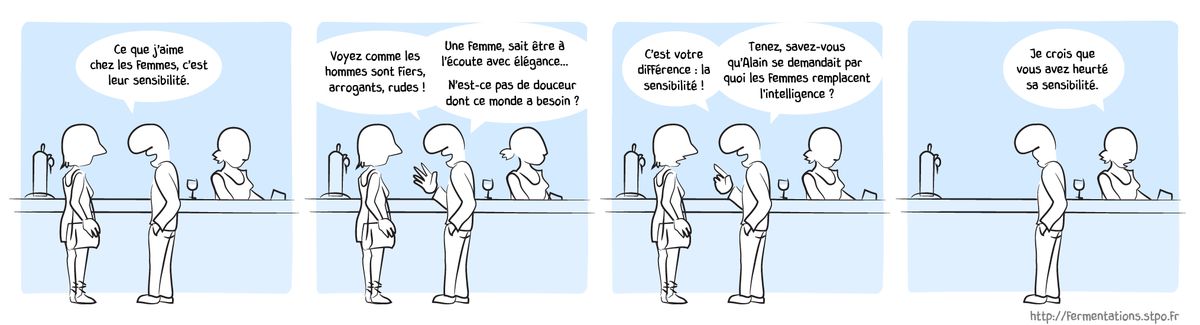 Ce que j'aime
chez les femmes, c'est
leur sensibilité.
Voyez comme les
hommes sont fiers,
arrogants, rudes !
Une femme, sait être à
l'écoute avec élégance...
N'est-ce pas de douceur
dont ce monde a besoin ?
C'est votre
différence : la
sensibilité !
Tenez, savez-vous
qu'Alain se demandait par
quoi les femmes remplacent
l'intelligence ?
Je crois que
vous avez heurté
sa sensibilité.
http://fermentations.stpo.fr